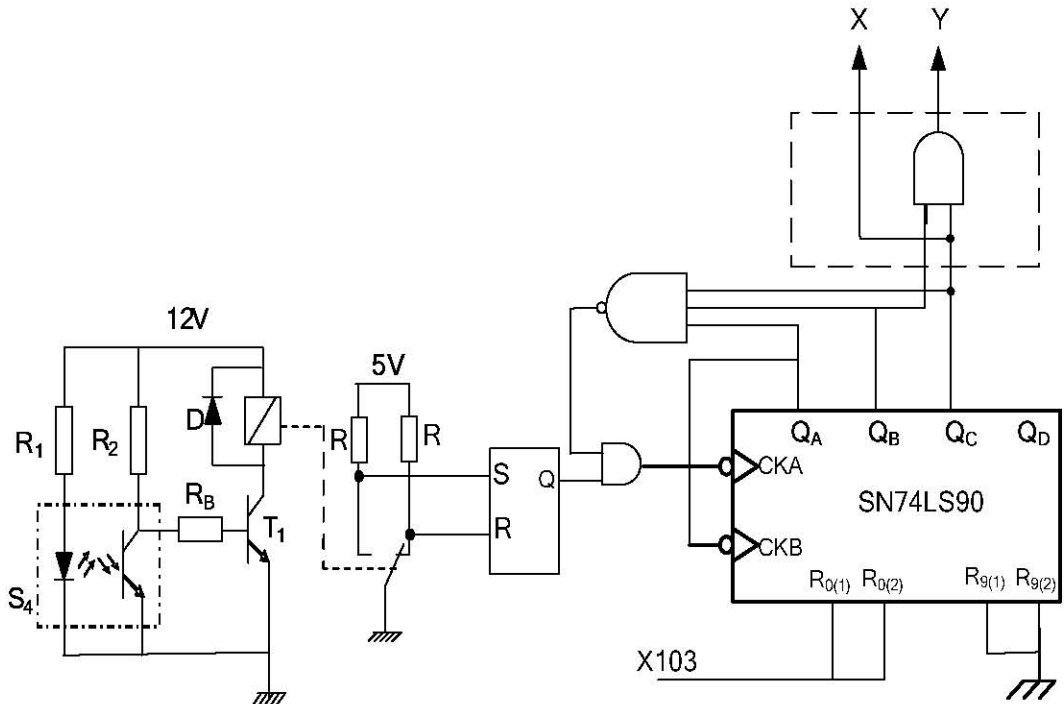 X Y
12V
5V
R₁
R₂
D
R
R
R_B
T₁
S₄
S
R
Q
Q_A Q_B Q_C Q_D
CKA
SN74LS90
CKB
R₀₍₁₎ R₀₍₂₎ R₉₍₁₎ R₉₍₂₎
X103